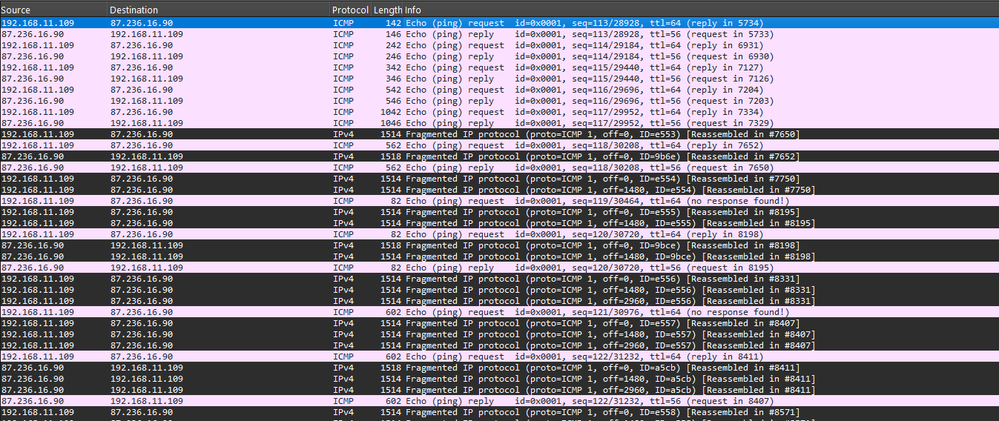 Source Destination Protocol Length Info
192.168.11.109 87.236.16.90 ICMP 142 Echo (ping) request id=0x0001, seq=113/28928, ttl=64 (reply in 5734)
87.236.16.90 192.168.11.109 ICMP 146 Echo (ping) reply id=0x0001, seq=113/28928, ttl=56 (request in 5733)
192.168.11.109 87.236.16.90 ICMP 242 Echo (ping) request id=0x0001, seq=114/29184, ttl=64 (reply in 6931)
87.236.16.90 192.168.11.109 ICMP 246 Echo (ping) reply id=0x0001, seq=114/29184, ttl=56 (request in 6930)
192.168.11.109 87.236.16.90 ICMP 342 Echo (ping) request id=0x0001, seq=115/29440, ttl=64 (reply in 7127)
87.236.16.90 192.168.11.109 ICMP 346 Echo (ping) reply id=0x0001, seq=115/29440, ttl=56 (request in 7126)
192.168.11.109 87.236.16.90 ICMP 542 Echo (ping) request id=0x0001, seq=116/29696, ttl=64 (reply in 7204)
87.236.16.90 192.168.11.109 ICMP 546 Echo (ping) reply id=0x0001, seq=116/29696, ttl=56 (request in 7203)
192.168.11.109 87.236.16.90 ICMP 1042 Echo (ping) request id=0x0001, seq=117/29952, ttl=64 (reply in 7334)
87.236.16.90 192.168.11.109 ICMP 1046 Echo (ping) reply id=0x0001, seq=117/29952, ttl=56 (request in 7329)
192.168.11.109 87.236.16.90 IPv4 1514 Fragmented IP protocol (proto=ICMP 1, off=0, ID=e553) [Reassembled in #7650]
192.168.11.109 87.236.16.90 ICMP 562 Echo (ping) request id=0x0001, seq=118/30208, ttl=64 (reply in 7652)
87.236.16.90 192.168.11.109 IPv4 1518 Fragmented IP protocol (proto=ICMP 1, off=0, ID=9b6e) [Reassembled in #7652]
87.236.16.90 192.168.11.109 ICMP 562 Echo (ping) reply id=0x0001, seq=118/30208, ttl=56 (request in 7650)
192.168.11.109 87.236.16.90 IPv4 1514 Fragmented IP protocol (proto=ICMP 1, off=0, ID=e554) [Reassembled in #7750]
192.168.11.109 87.236.16.90 IPv4 1514 Fragmented IP protocol (proto=ICMP 1, off=1480, ID=e554) [Reassembled in #7750]
192.168.11.109 87.236.16.90 ICMP 82 Echo (ping) request id=0x0001, seq=119/30464, ttl=64 (no response found!)
192.168.11.109 87.236.16.90 IPv4 1514 Fragmented IP protocol (proto=ICMP 1, off=0, ID=e555) [Reassembled in #8195]
192.168.11.109 87.236.16.90 IPv4 1514 Fragmented IP protocol (proto=ICMP 1, off=1480, ID=e555) [Reassembled in #8195]
192.168.11.109 87.236.16.90 ICMP 82 Echo (ping) request id=0x0001, seq=120/30720, ttl=64 (reply in 8198)
87.236.16.90 192.168.11.109 IPv4 1518 Fragmented IP protocol (proto=ICMP 1, off=0, ID=9bce) [Reassembled in #8198]
87.236.16.90 192.168.11.109 IPv4 1514 Fragmented IP protocol (proto=ICMP 1, off=1480, ID=9bce) [Reassembled in #8198]
87.236.16.90 192.168.11.109 ICMP 82 Echo (ping) reply id=0x0001, seq=120/30720, ttl=56 (request in 8195)
192.168.11.109 87.236.16.90 IPv4 1514 Fragmented IP protocol (proto=ICMP 1, off=0, ID=e556) [Reassembled in #8331]
192.168.11.109 87.236.16.90 IPv4 1514 Fragmented IP protocol (proto=ICMP 1, off=1480, ID=e556) [Reassembled in #8331]
192.168.11.109 87.236.16.90 IPv4 1514 Fragmented IP protocol (proto=ICMP 1, off=2960, ID=e556) [Reassembled in #8331]
192.168.11.109 87.236.16.90 ICMP 602 Echo (ping) request id=0x0001, seq=121/30976, ttl=64 (no response found!)
192.168.11.109 87.236.16.90 IPv4 1514 Fragmented IP protocol (proto=ICMP 1, off=0, ID=e557) [Reassembled in #8407]
192.168.11.109 87.236.16.90 IPv4 1514 Fragmented IP protocol (proto=ICMP 1, off=1480, ID=e557) [Reassembled in #8407]
192.168.11.109 87.236.16.90 IPv4 1514 Fragmented IP protocol (proto=ICMP 1, off=2960, ID=e557) [Reassembled in #8407]
192.168.11.109 87.236.16.90 ICMP 602 Echo (ping) request id=0x0001, seq=122/31232, ttl=64 (reply in 8411)
87.236.16.90 192.168.11.109 IPv4 1518 Fragmented IP protocol (proto=ICMP 1, off=0, ID=a5cb) [Reassembled in #8411]
87.236.16.90 192.168.11.109 IPv4 1514 Fragmented IP protocol (proto=ICMP 1, off=1480, ID=a5cb) [Reassembled in #8411]
87.236.16.90 192.168.11.109 IPv4 1514 Fragmented IP protocol (proto=ICMP 1, off=2960, ID=a5cb) [Reassembled in #8411]
87.236.16.90 192.168.11.109 ICMP 602 Echo (ping) reply id=0x0001, seq=122/31232, ttl=56 (request in 8407)
192.168.11.109 87.236.16.90 IPv4 1514 Fragmented IP protocol (proto=ICMP 1, off=0, ID=e558) [Reassembled in #8571]